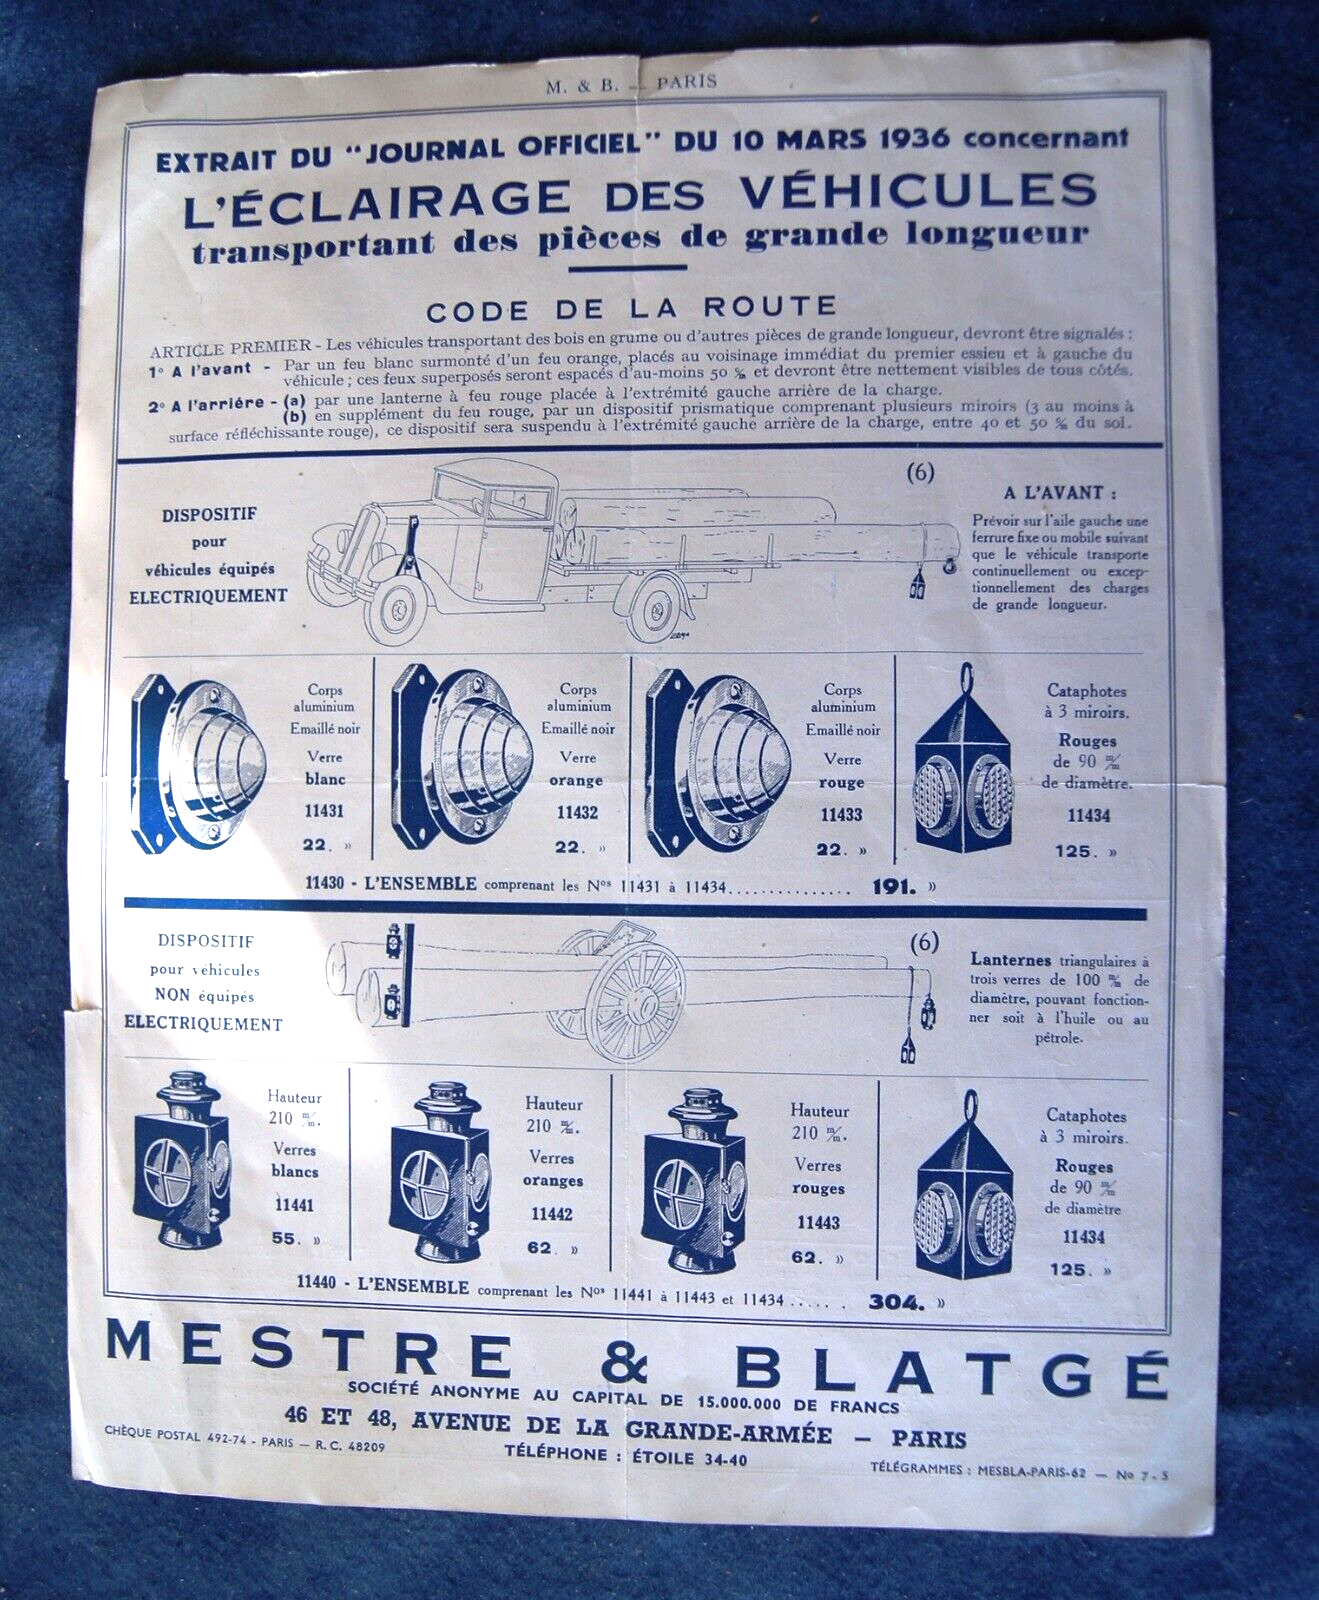 M. & B. — PARIS
EXTRAIT DU "JOURNAL OFFICIEL" DU 10 MARS 1936 concernant
L'ÉCLAIRAGE DES VÉHICULES
transportant des pièces de grande longueur
CODE DE LA ROUTE
ARTICLE PREMIER - Les véhicules transportant des bois en grume ou d'autres pièces de grande longueur, devront être signalés :
1° A l'avant - Par un feu blanc surmonté d'un feu orange, placés au voisinage immédiat du premier essieu et à gauche du
véhicule ; ces feux superposés seront espacés d'au-moins 50 c/m et devront être nettement visibles de tous côtés.
2° A l'arriére - (a) par une lanterne à feu rouge placée à l'extrémité gauche arrière de la charge.
(b) en supplément du feu rouge, par un dispositif prismatique comprenant plusieurs miroirs (3 au moins à
surface réfléchissante rouge), ce dispositif sera suspendu à l'extrémité gauche arrière de la charge, entre 40 et 50 c/m du sol.
DISPOSITIF
pour
véhicules équipés
ELECTRIQUEMENT
(6)
A L'AVANT :
Prévoir sur l'aile gauche une
ferrure fixe ou mobile suivant
que le véhicule transporte
continuellement ou excep-
tionnellement des charges
de grande longueur.
Corps
aluminium
Emaillé noir
Verre
blanc
11431
22. »
Corps
aluminium
Emaillé noir
Verre
orange
11432
22. »
Corps
aluminium
Emaillé noir
Verre
rouge
11433
22. »
Cataphotes
à 3 miroirs.
Rouges
de 90 m/m
de diamètre.
11434
125. »
11430 - L'ENSEMBLE comprenant les Nos 11431 à 11434............... 191. »
DISPOSITIF
pour véhicules
NON équipés
ELECTRIQUEMENT
(6)
Lanternes triangulaires à
trois verres de 100 m/m de
diamètre, pouvant fonction-
ner soit à l'huile ou au
pétrole.
Hauteur
210 m/m.
Verres
blancs
11441
55. »
Hauteur
210 m/m.
Verres
oranges
11442
62. »
Hauteur
210 m/m.
Verres
rouges
11443
62. »
Cataphotes
à 3 miroirs.
Rouges
de 90 m/m
de diamètre
11434
125. »
11440 - L'ENSEMBLE comprenant les Nos 11441 à 11443 et 11434 ...... . 304. »
MESTRE & BLATGÉ
SOCIÉTÉ ANONYME AU CAPITAL DE 15.000.000 DE FRANCS
46 ET 48, AVENUE DE LA GRANDE-ARMÉE — PARIS
CHÈQUE POSTAL 492-74 - PARIS — R.C. 48209
TÉLÉPHONE : ÉTOILE 34-40
TÉLÉGRAMMES : MESBLA-PARIS-62 — No 7-5